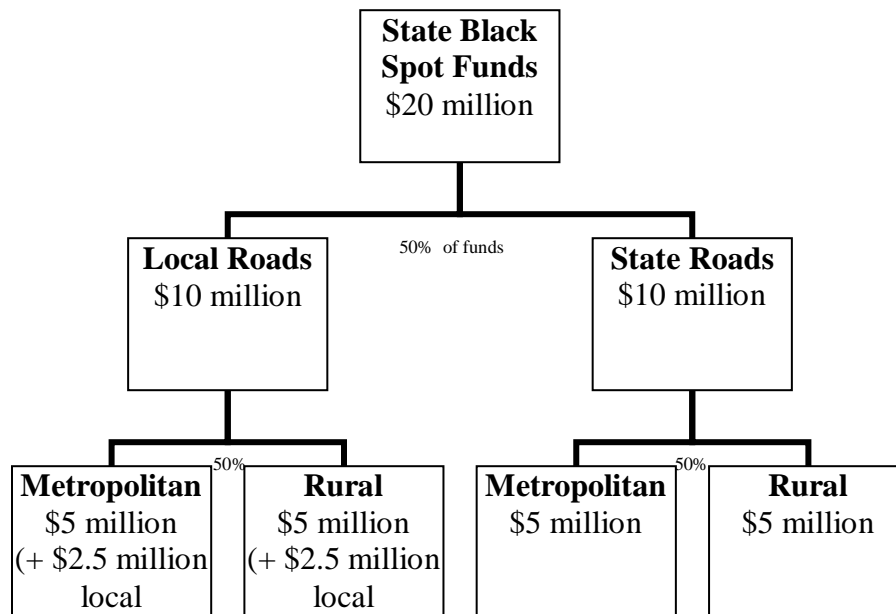 State Black
Spot Funds
$20 million
50% of funds
Local Roads
$10 million
State Roads
$10 million
50%
50%
Metropolitan
$5 million
(+ $2.5 million
local
Rural
$5 million
(+ $2.5 million
local
Metropolitan
$5 million
Rural
$5 million